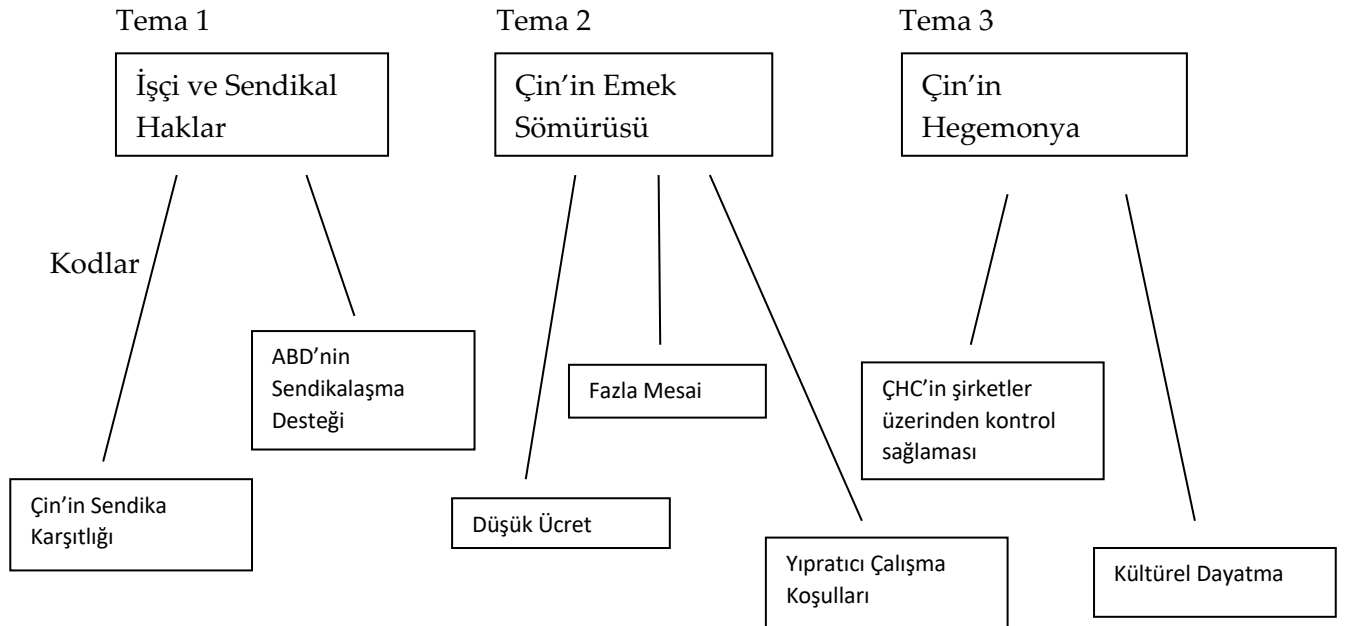 Tema 1
Tema 2
Tema 3
İşçi ve Sendikal
Haklar
Çin’in Emek
Sömürüsü
Çin’in
Hegemonya
Kodlar
ABD’nin
Sendikalaşma
Desteği
Fazla Mesai
ÇHC’in şirketler
üzerinden kontrol
sağlaması
Çin’in Sendika
Karşıtlığı
Düşük Ücret
Yıpratıcı Çalışma
Koşulları
Kültürel Dayatma